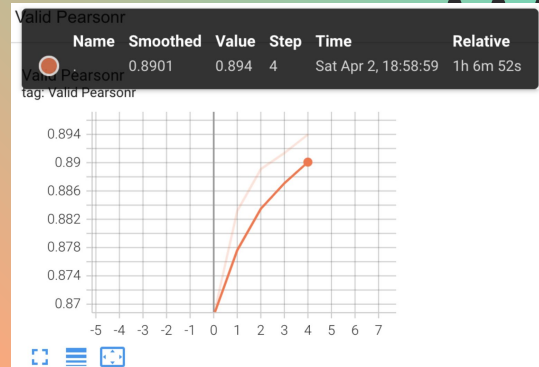 Valid Pearsonr
Name Smoothed Value Step Time Relative
. 0.8901 0.894 4 Sat Apr 2, 18:58:59 1h 6m 52s
Valid Pearsonr
tag: Valid Pearsonr
0.894
0.89
0.886
0.882
0.878
0.874
0.87
-5 -4 -3 -2 -1 0 1 2 3 4 5 6 7